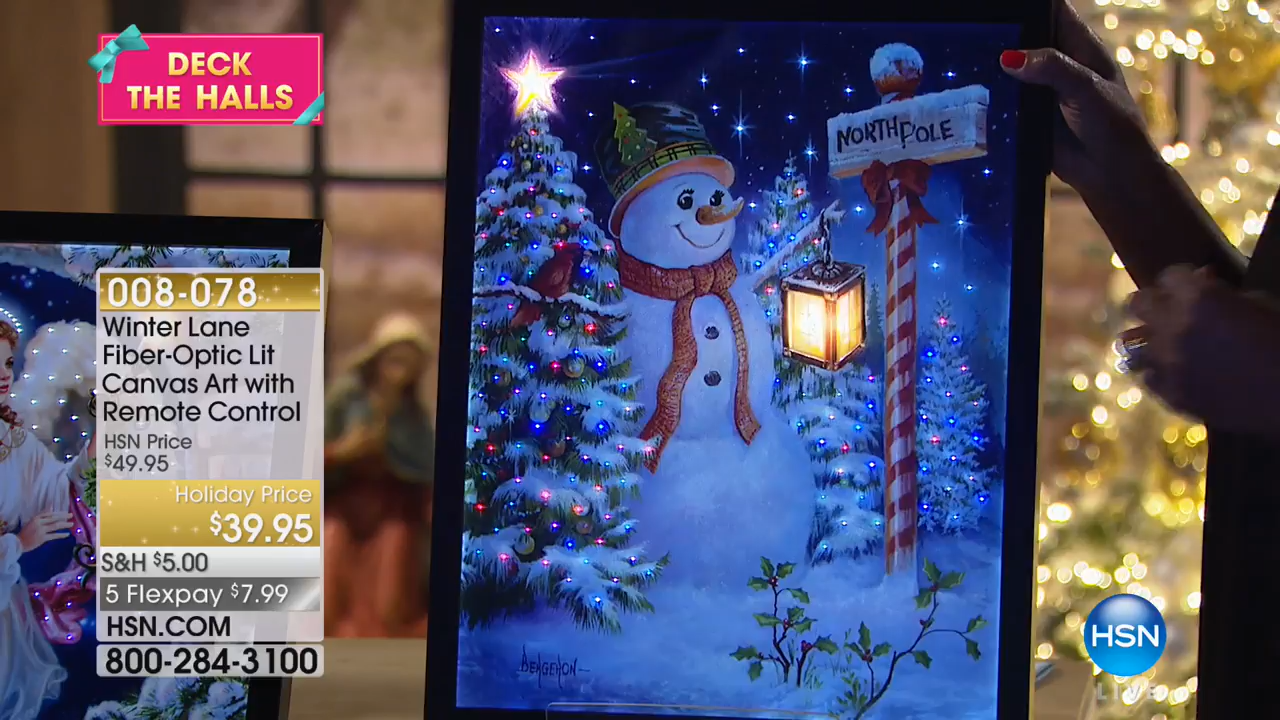 DECK
THE HALLS
NORTH POLE
008-078
Winter Lane
Fiber-Optic Lit
Canvas Art with
Remote Control
HSN Price
$49.95
Holiday Price
$39.95
S&H $5.00
5 Flexpay $7.99
HSN.COM
800-284-3100
BERGERON
HSN
LIVE